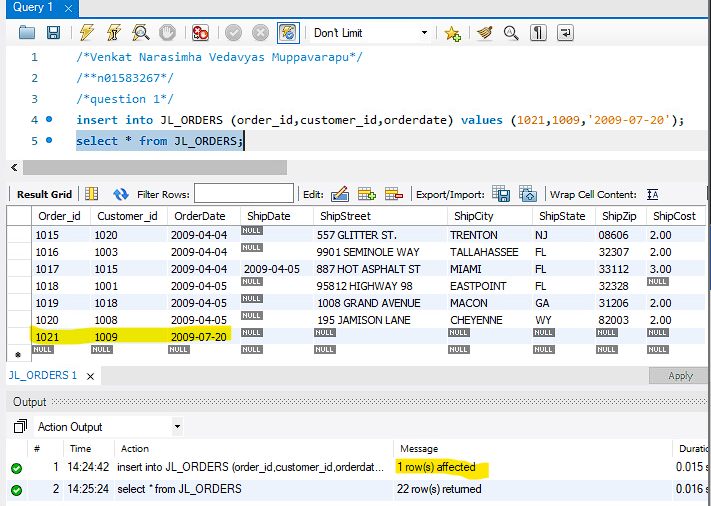 Query 1
Don't Limit
1 /*Venkat Narasimha Vedavyas Muppavarapu*/
2 /**n01583267*/
3 /*question 1*/
4 insert into JL_ORDERS (order_id,customer_id,orderdate) values (1021,1009,'2009-07-20');
5 select * from JL_ORDERS;
Result Grid Filter Rows: Edit: Export/Import: Wrap Cell Content:
Order_id Customer_id OrderDate ShipDate ShipStreet ShipCity ShipState ShipZip ShipCost
1015 1020 2009-04-04 NULL 557 GLITTER ST. TRENTON NJ 08606 2.00
1016 1003 2009-04-04 NULL 9901 SEMINOLE WAY TALLAHASSEE FL 32307 2.00
1017 1015 2009-04-04 2009-04-05 887 HOT ASPHALT ST MIAMI FL 33112 3.00
1018 1001 2009-04-05 NULL 95812 HIGHWAY 98 EASTPOINT FL 32328 NULL
1019 1018 2009-04-05 NULL 1008 GRAND AVENUE MACON GA 31206 2.00
1020 1008 2009-04-05 NULL 195 JAMISON LANE CHEYENNE WY 82003 2.00
1021 1009 2009-07-20 NULL NULL NULL NULL NULL NULL
NULL NULL NULL NULL NULL NULL NULL NULL NULL
JL_ORDERS 1 Apply
Output
Action Output
# Time Action Message Duratio
1 14:24:42 insert into JL_ORDERS (order_id,customer_id,orderdat... 1 row(s) affected 0.015 s
2 14:25:24 select * from JL_ORDERS 22 row(s) returned 0.016 s